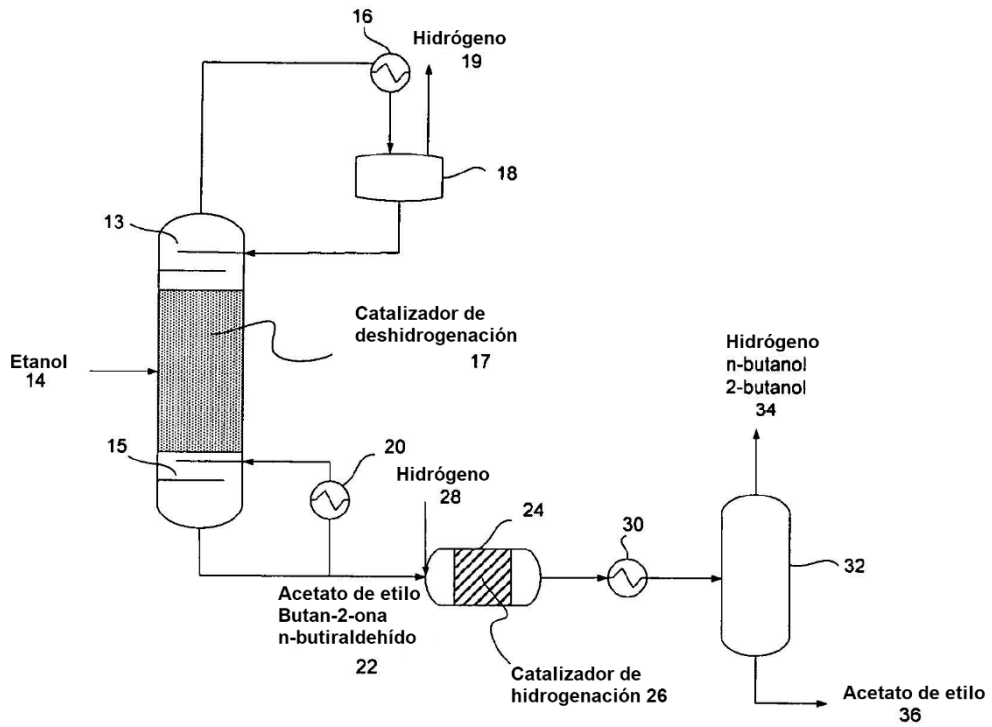 16
Hidrógeno
19
18
13
Catalizador de
deshidrogenación
17
Etanol
14
Hidrógeno
n-butanol
2-butanol
34
15
20
Hidrógeno
28
24
30
32
Acetato de etilo
Butan-2-ona
n-butiraldehído
22
Catalizador de
hidrogenación 26
Acetato de etilo
36